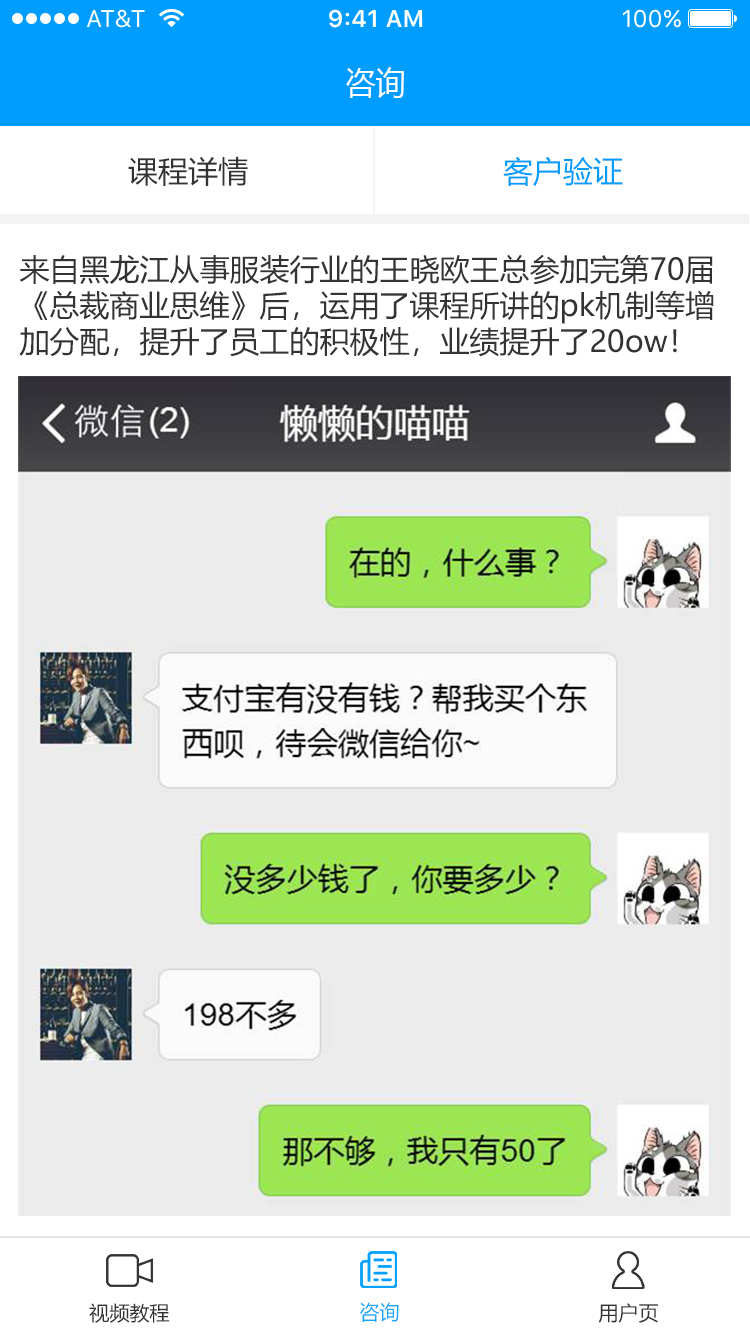 AT&T 9:41 AM 100%
咨询
课程详情 客户验证
来自黑龙江从事服装行业的王晓欧王总参加完第70届
《总裁商业思维》后，运用了课程所讲的pk机制等增
加分配，提升了员工的积极性，业绩提升了20ow！
微信(2) 懒懒的喵喵
在的，什么事？
支付宝有没有钱？帮我买个东
西呗，待会微信给你~
没多少钱了，你要多少？
198不多
那不够，我只有50了
视频教程 咨询 用户页